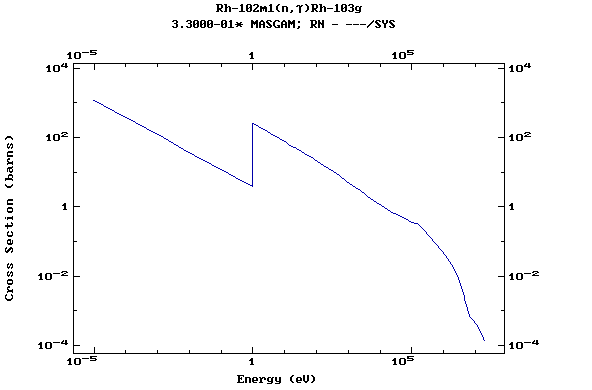 Rh-102m1(n,γ)Rh-103g
3.3000-01* MASGAM; RN - ---/SYS
10⁻⁵ 1 10⁵
10⁴ 10⁴
10² 10²
1 1
10⁻² 10⁻²
10⁻⁴ 10⁻⁴
10⁻⁵ 1 10⁵
Cross Section (barns)
Energy (eV)